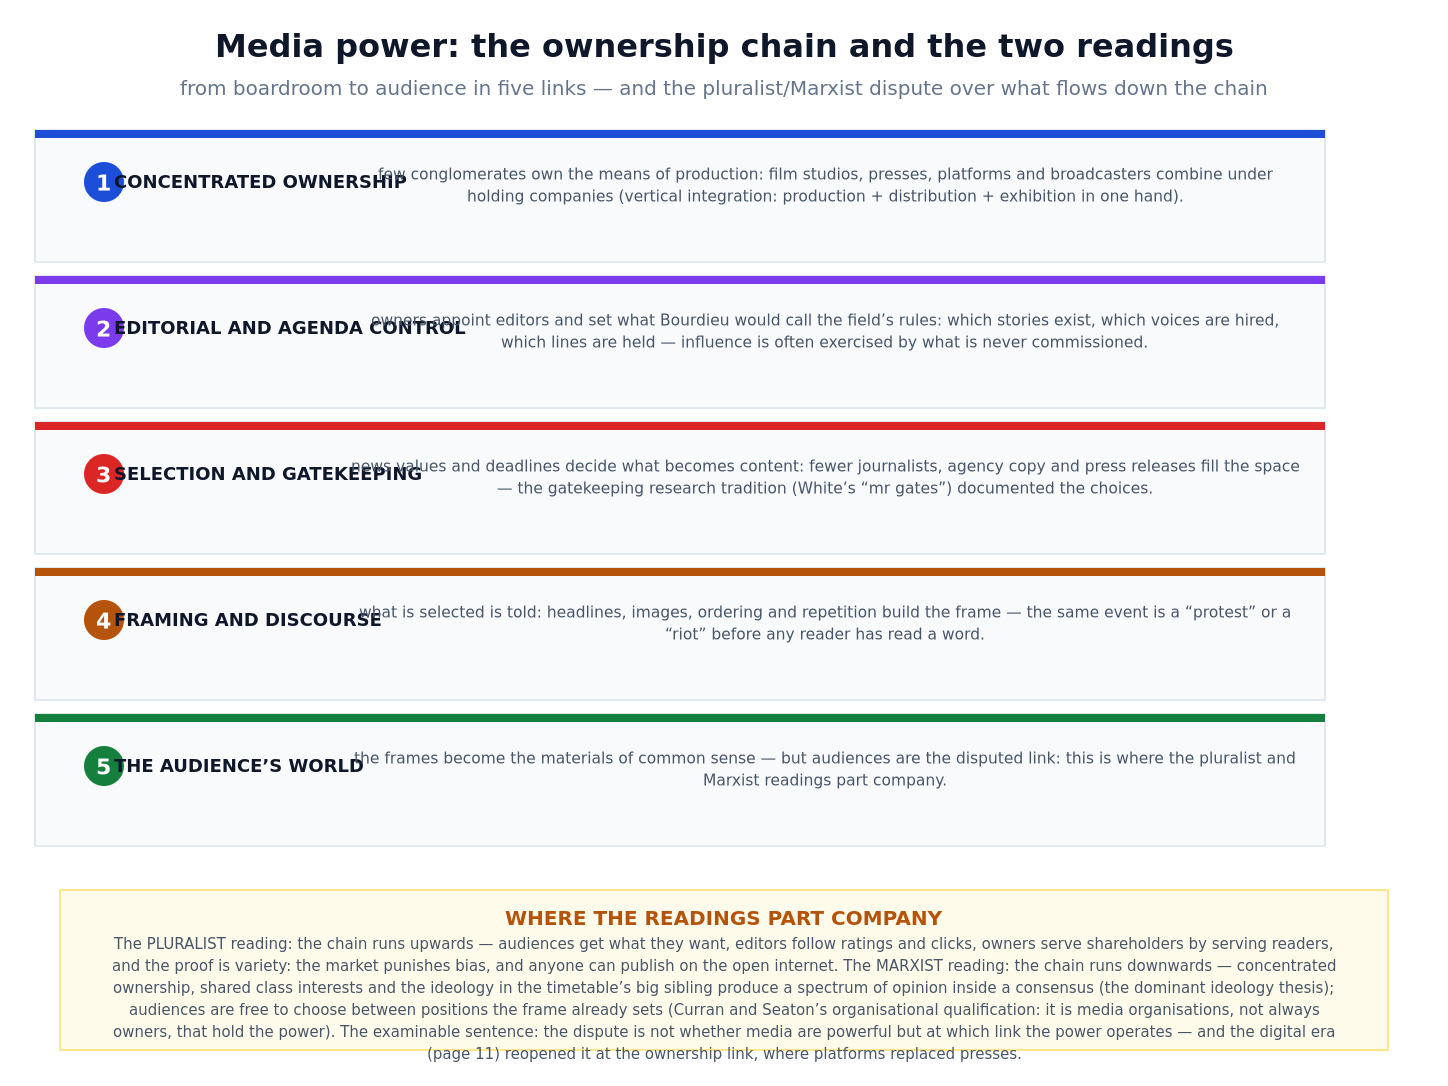 Media power: the ownership chain and the two readings
from boardroom to audience in five links — and the pluralist/Marxist dispute over what flows down the chain
1 CONCENTRATED OWNERSHIP
few conglomerates own the means of production: film studios, presses, platforms and broadcasters combine under
holding companies (vertical integration: production + distribution + exhibition in one hand).
2 EDITORIAL AND AGENDA CONTROL
owners appoint editors and set what Bourdieu would call the field’s rules: which stories exist, which voices are hired,
which lines are held — influence is often exercised by what is never commissioned.
3 SELECTION AND GATEKEEPING
news values and deadlines decide what becomes content: fewer journalists, agency copy and press releases fill the space
— the gatekeeping research tradition (White’s “mr gates”) documented the choices.
4 FRAMING AND DISCOURSE
what is selected is told: headlines, images, ordering and repetition build the frame — the same event is a “protest” or a
“riot” before any reader has read a word.
5 THE AUDIENCE’S WORLD
the frames become the materials of common sense — but audiences are the disputed link: this is where the pluralist and
Marxist readings part company.
WHERE THE READINGS PART COMPANY
The PLURALIST reading: the chain runs upwards — audiences get what they want, editors follow ratings and clicks, owners serve shareholders by serving readers,
and the proof is variety: the market punishes bias, and anyone can publish on the open internet. The MARXIST reading: the chain runs downwards — concentrated
ownership, shared class interests and the ideology in the timetable’s big sibling produce a spectrum of opinion inside a consensus (the dominant ideology thesis);
audiences are free to choose between positions the frame already sets (Curran and Seaton’s organisational qualification: it is media organisations, not always
owners, that hold the power). The examinable sentence: the dispute is not whether media are powerful but at which link the power operates — and the digital era
(page 11) reopened it at the ownership link, where platforms replaced presses.